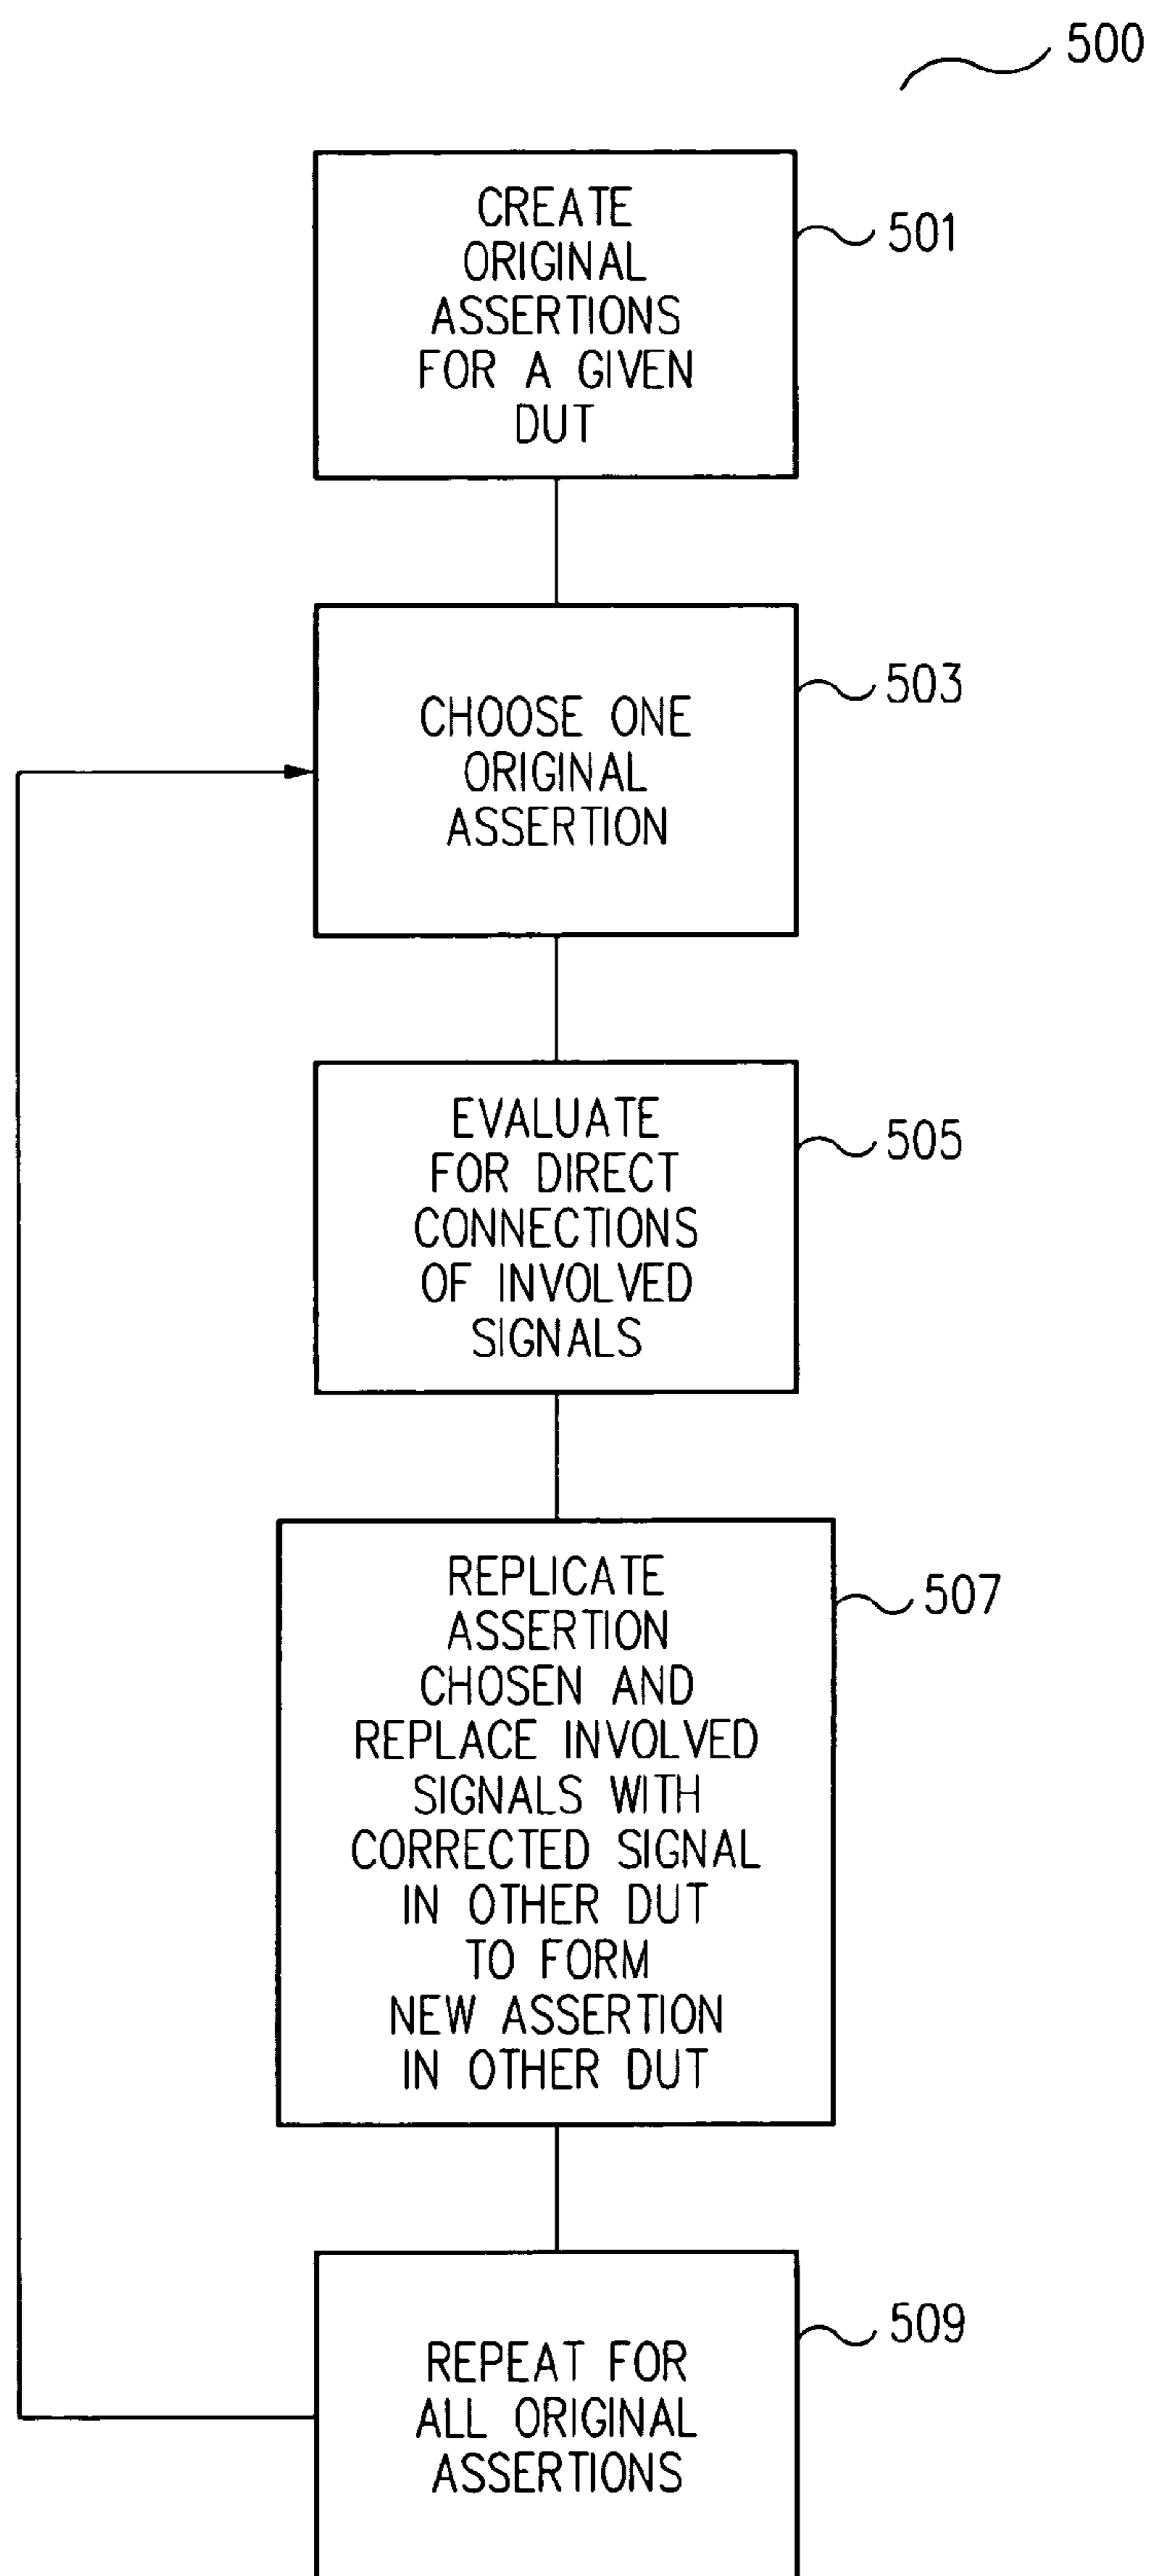 500
CREATE
ORIGINAL
ASSERTIONS
FOR A GIVEN
DUT
501
CHOOSE ONE
ORIGINAL
ASSERTION
503
EVALUATE
FOR DIRECT
CONNECTIONS
OF INVOLVED
SIGNALS
505
REPLICATE
ASSERTION
CHOSEN AND
REPLACE INVOLVED
SIGNALS WITH
CORRECTED SIGNAL
IN OTHER DUT
TO FORM
NEW ASSERTION
IN OTHER DUT
507
REPEAT FOR
ALL ORIGINAL
ASSERTIONS
509